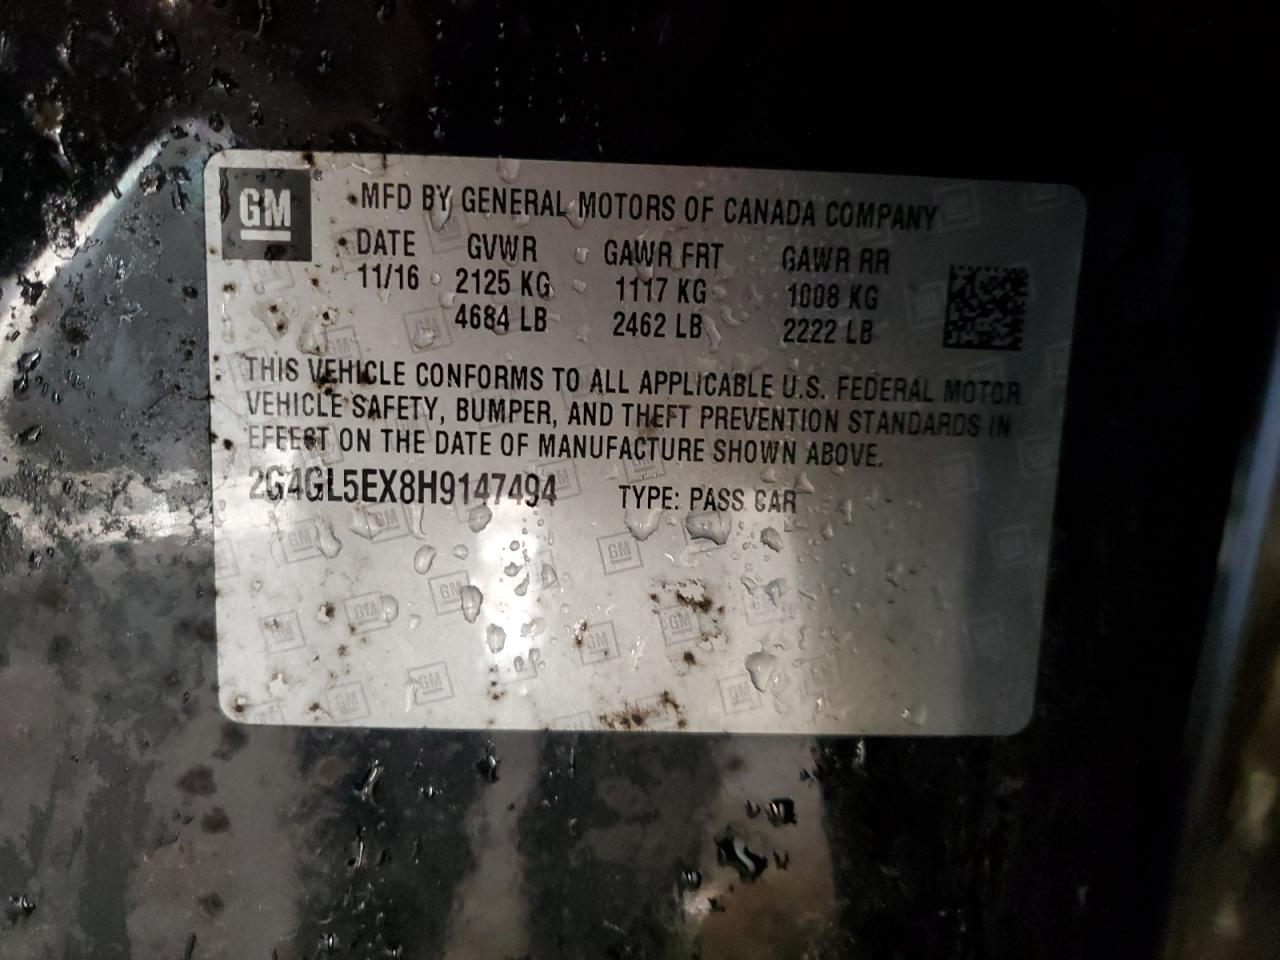 GM
MFD BY GENERAL MOTORS OF CANADA COMPANY
DATE GVWR GAWR FRT GAWR RR
11/16 2125 KG 1117 KG 1008 KG
4684 LB 2462 LB 2222 LB
THIS VEHICLE CONFORMS TO ALL APPLICABLE U.S. FEDERAL MOTOR
VEHICLE SAFETY, BUMPER, AND THEFT PREVENTION STANDARDS IN
EFFECT ON THE DATE OF MANUFACTURE SHOWN ABOVE.
2G4GL5EX8H9147494 TYPE: PASS CAR